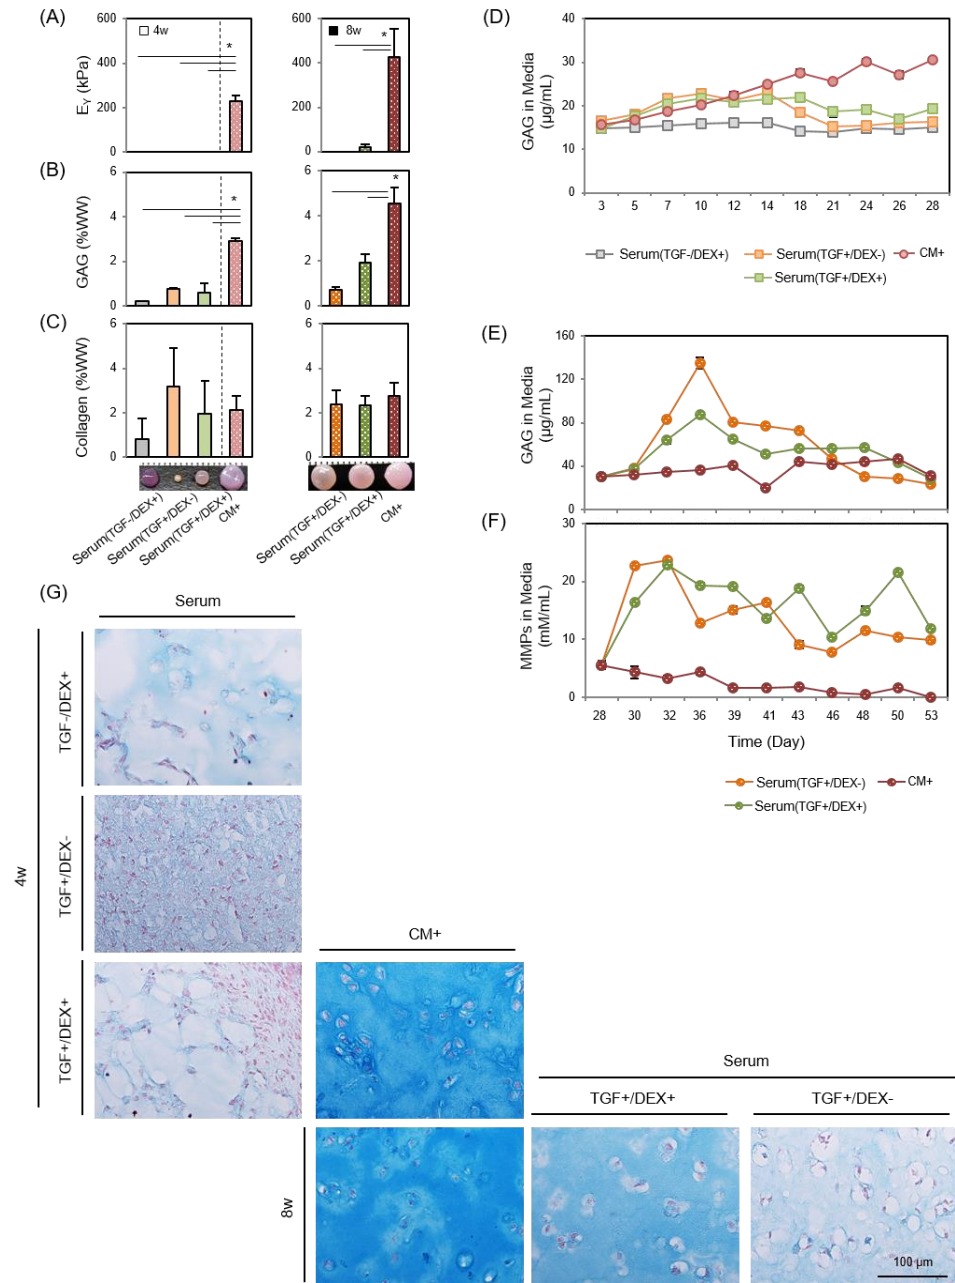 (A)
600
400
200
0
E_Y (kPa)
4w
*
600
400
200
0
8w
*
(B)
6
4
2
0
GAG (%WW)
*
6
4
2
0
*
(C)
6
4
2
0
Collagen (%WW)
6
4
2
0
Serum(TGF-/DEX+)
Serum(TGF+/DEX-)
Serum(TGF+/DEX+)
CM+
Serum(TGF+/DEX-)
Serum(TGF+/DEX+)
CM+
(D)
GAG in Media
(µg/mL)
40
30
20
10
0
3 5 7 10 12 14 18 21 24 26 28
Serum(TGF-/DEX+) Serum(TGF+/DEX-) CM+
Serum(TGF+/DEX+)
(E)
GAG in Media
(µg/mL)
160
120
80
40
0
(F)
MMPs in Media
(mM/mL)
30
20
10
0
28 30 32 36 39 41 43 46 48 50 53
Time (Day)
Serum(TGF+/DEX-) CM+
Serum(TGF+/DEX+)
(G)
Serum
4w
TGF-/DEX+
TGF+/DEX-
TGF+/DEX+
CM+
Serum
TGF+/DEX+ TGF+/DEX-
8w
100 µm